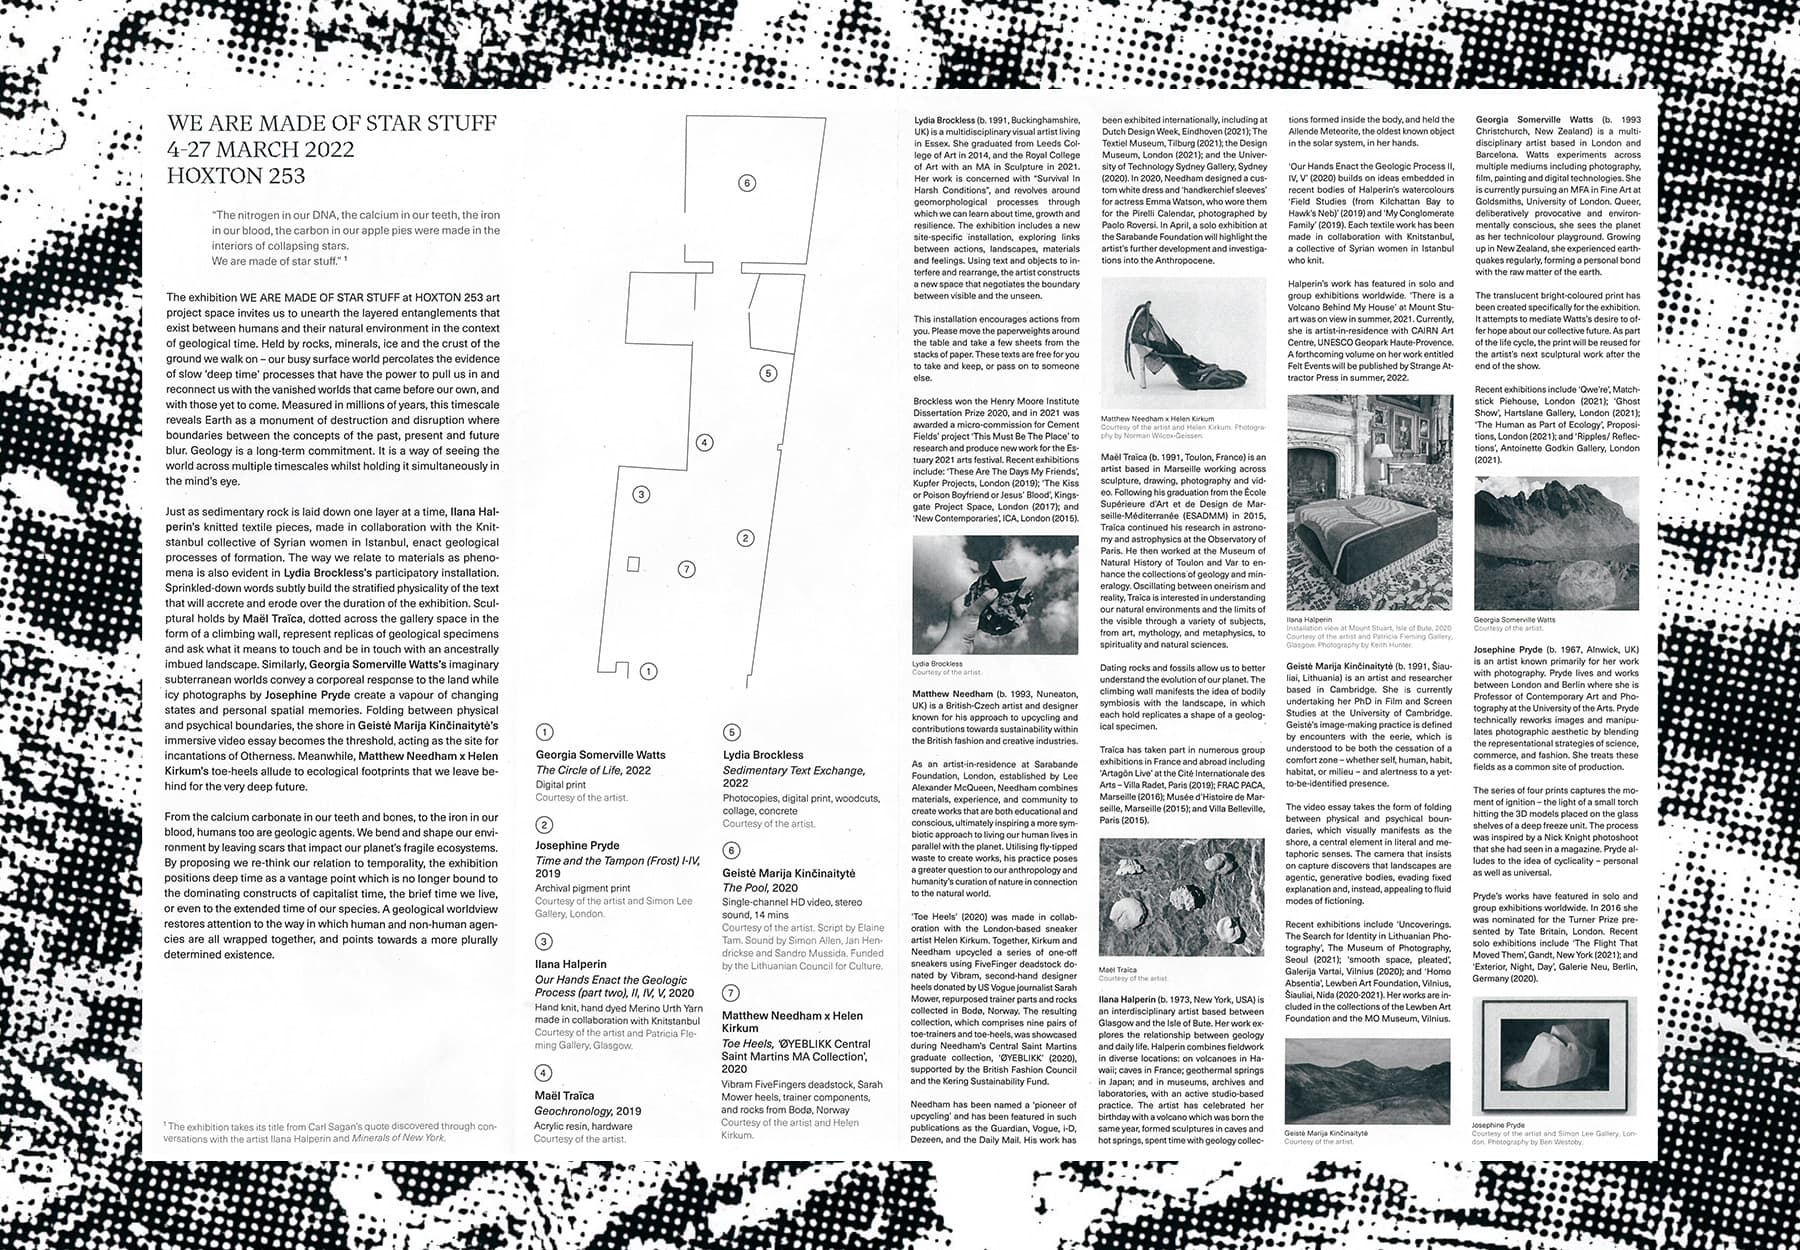 WE ARE MADE OF STAR STUFF
4-27 MARCH 2022
HOXTON 253
“The nitrogen in our DNA, the calcium in our teeth, the iron
in our blood, the carbon in our apple pies were made in the
interiors of collapsing stars.
We are made of star stuff.” ¹
The exhibition WE ARE MADE OF STAR STUFF at HOXTON 253 art
project space invites us to unearth the layered entanglements that
exist between humans and their natural environment in the context
of geological time. Held by rocks, minerals, ice and the crust of the
ground we walk on – our busy surface world percolates the evidence
of slow ‘deep time’ processes that have the power to pull us in and
reconnect us with the vanished worlds that came before our own, and
with those yet to come. Measured in millions of years, this timescale
reveals Earth as a monument of destruction and disruption where
boundaries between the concepts of the past, present and future
blur. Geology is a long-term commitment. It is a way of seeing the
world across multiple timescales whilst holding it simultaneously in
the mind’s eye.
Just as sedimentary rock is laid down one layer at a time, Ilana Hal-
perin’s knitted textile pieces, made in collaboration with the Knit-
stanbul collective of Syrian women in Istanbul, enact geological
processes of formation. The way we relate to materials as pheno-
mena is also evident in Lydia Brockless’s participatory installation.
Sprinkled-down words subtly build the stratified physicality of the text
that will accrete and erode over the duration of the exhibition. Scul-
ptural holds by Maël Traïca, dotted across the gallery space in the
form of a climbing wall, represent replicas of geological specimens
and ask what it means to touch and be in touch with an ancestrally
imbued landscape. Similarly, Georgia Somerville Watts’s imaginary
subterranean worlds convey a corporeal response to the land while
icy photographs by Josephine Pryde create a vapour of changing
states and personal spatial memories. Folding between physical
and psychical boundaries, the shore in Geistė Marija Kinčinaitytė’s
immersive video essay becomes the threshold, acting as the site for
incantations of Otherness. Meanwhile, Matthew Needham x Helen
Kirkum’s toe-heels allude to ecological footprints that we leave be-
hind for the very deep future.
From the calcium carbonate in our teeth and bones, to the iron in our
blood, humans too are geologic agents. We bend and shape our envi-
ronment by leaving scars that impact our planet’s fragile ecosystems.
By proposing we re-think our relation to temporality, the exhibition
positions deep time as a vantage point which is no longer bound to
the dominating constructs of capitalist time, the brief time we live,
or even to the extended time of our species. A geological worldview
restores attention to the way in which human and non-human agen-
cies are all wrapped together, and points towards a more plurally
determined existence.
¹ The exhibition takes its title from Carl Sagan’s quote discovered through con-
versations with the artist Ilana Halperin and Minerals of New York.
6
5
4
3
2
7
1
1
Georgia Somerville Watts
The Circle of Life, 2022
Digital print
Courtesy of the artist.
2
Josephine Pryde
Time and the Tampon (Frost) I-IV,
2019
Archival pigment print
Courtesy of the artist and Simon Lee
Gallery, London.
3
Ilana Halperin
Our Hands Enact the Geologic
Process (part two), II, IV, V, 2020
Hand knit, hand dyed Merino Urth Yarn
made in collaboration with Knitstanbul
Courtesy of the artist and Patricia Fle-
ming Gallery, Glasgow.
4
Maël Traïca
Geochronology, 2019
Acrylic resin, hardware
Courtesy of the artist.
5
Lydia Brockless
Sedimentary Text Exchange,
2022
Photocopies, digital print, woodcuts,
collage, concrete
Courtesy of the artist.
6
Geistė Marija Kinčinaitytė
The Pool, 2020
Single-channel HD video, stereo
sound, 14 mins
Courtesy of the artist. Script by Elaine
Tam. Sound by Simon Allen, Jan Hen-
drickse and Sandro Mussida. Funded
by the Lithuanian Council for Culture.
7
Matthew Needham x Helen
Kirkum
Toe Heels, ‘ØYEBLIKK Central
Saint Martins MA Collection’,
2020
Vibram FiveFingers deadstock, Sarah
Mower heels, trainer components,
and rocks from Bodø, Norway
Courtesy of the artist and Helen
Kirkum.
Lydia Brockless (b. 1991, Buckinghamshire,
UK) is a multidisciplinary visual artist living
in Essex. She graduated from Leeds Col-
lege of Art in 2014, and the Royal College
of Art with an MA in Sculpture in 2021.
Her work is concerned with “Survival In
Harsh Conditions”, and revolves around
geomorphological processes through
which we can learn about time, growth and
resilience. The exhibition includes a new
site-specific installation, exploring links
between actions, landscapes, materials
and feelings. Using text and objects to in-
terfere and rearrange, the artist constructs
a new space that negotiates the boundary
between visible and the unseen.
This installation encourages actions from
you. Please move the paperweights around
the table and take a few sheets from the
stacks of paper. These texts are free for you
to take and keep, or pass on to someone
else.
Brockless won the Henry Moore Institute
Dissertation Prize 2020, and in 2021 was
awarded a micro-commission for Cement
Fields’ project ‘This Must Be The Place’ to
research and produce new work for the Es-
tuary 2021 arts festival. Recent exhibitions
include: ‘These Are The Days My Friends’,
Kupfer Projects, London (2019); ‘The Kiss
or Poison Boyfriend or Jesus’ Blood’, Kings-
gate Project Space, London (2017); and
‘New Contemporaries’, ICA, London (2015).
Lydia Brockless
Courtesy of the artist.
Matthew Needham (b. 1993, Nuneaton,
UK) is a British-Czech artist and designer
known for his approach to upcycling and
contributions towards sustainability within
the British fashion and creative industries.
As an artist-in-residence at Sarabande
Foundation, London, established by Lee
Alexander McQueen, Needham combines
materials, experience, and community to
create works that are both educational and
conscious, ultimately inspiring a more sym-
biotic approach to living our human lives in
parallel with the planet. Utilising fly-tipped
waste to create works, his practice poses
a greater question to our anthropology and
humanity’s curation of nature in connection
to the natural world.
‘Toe Heels’ (2020) was made in collab-
oration with the London-based sneaker
artist Helen Kirkum. Together, Kirkum and
Needham upcycled a series of one-off
sneakers using FiveFinger deadstock do-
nated by Vibram, second-hand designer
heels donated by US Vogue journalist Sarah
Mower, repurposed trainer parts and rocks
collected in Bodø, Norway. The resulting
collection, which comprises nine pairs of
toe-trainers and toe-heels, was showcased
during Needham’s Central Saint Martins
graduate collection, ‘ØYEBLIKK’ (2020),
supported by the British Fashion Council
and the Kering Sustainability Fund.
Needham has been named a ‘pioneer of
upcycling’ and has been featured in such
publications as the Guardian, Vogue, i-D,
Dezeen, and the Daily Mail. His work has
been exhibited internationally, including at
Dutch Design Week, Eindhoven (2021); The
Textiel Museum, Tilburg (2021); the Design
Museum, London (2021); and the Univer-
sity of Technology Sydney Gallery, Sydney
(2020). In 2020, Needham designed a cus-
tom white dress and ‘handkerchief sleeves’
for actress Emma Watson, who wore them
for the Pirelli Calendar, photographed by
Paolo Roversi. In April, a solo exhibition at
the Sarabande Foundation will highlight the
artist’s further development and investiga-
tions into the Anthropocene.
Matthew Needham x Helen Kirkum
Courtesy of the artist and Helen Kirkum. Photogra-
phy by Norman Wilcox-Geissen.
Maël Traïca (b. 1991, Toulon, France) is an
artist based in Marseille working across
sculpture, drawing, photography and vid-
eo. Following his graduation from the École
Supérieure d’Art et de Design de Mar-
seille-Méditerranée (ESADMM) in 2015,
Traïca continued his research in astrono-
my and astrophysics at the Observatory of
Paris. He then worked at the Museum of
Natural History of Toulon and Var to en-
hance the collections of geology and min-
eralogy. Oscillating between oneirism and
reality, Traïca is interested in understanding
our natural environments and the limits of
the visible through a variety of subjects,
from art, mythology, and metaphysics, to
spirituality and natural sciences.
Dating rocks and fossils allow us to better
understand the evolution of our planet. The
climbing wall manifests the idea of bodily
symbiosis with the landscape, in which
each hold replicates a shape of a geolog-
ical specimen.
Traïca has taken part in numerous group
exhibitions in France and abroad including
‘Artagōn Live’ at the Cité Internationale des
Arts – Villa Radet, Paris (2019); FRAC PACA,
Marseille (2016); Musée d’Histoire de Mar-
seille, Marseille (2015); and Villa Belleville,
Paris (2015).
Maël Traïca
Courtesy of the artist.
Ilana Halperin (b. 1973, New York, USA) is
an interdisciplinary artist based between
Glasgow and the Isle of Bute. Her work ex-
plores the relationship between geology
and daily life. Halperin combines fieldwork
in diverse locations: on volcanoes in Ha-
waii; caves in France; geothermal springs
in Japan; and in museums, archives and
laboratories, with an active studio-based
practice. The artist has celebrated her
birthday with a volcano which was born the
same year, formed sculptures in caves and
hot springs, spent time with geology collec-
tions formed inside the body, and held the
Allende Meteorite, the oldest known object
in the solar system, in her hands.
‘Our Hands Enact the Geologic Process II,
IV, V’ (2020) builds on ideas embedded in
recent bodies of Halperin’s watercolours
‘Field Studies (from Kilchattan Bay to
Hawk’s Neb)’ (2019) and ‘My Conglomerate
Family’ (2019). Each textile work has been
made in collaboration with Knitstanbul,
a collective of Syrian women in Istanbul
who knit.
Halperin’s work has featured in solo and
group exhibitions worldwide. ‘There is a
Volcano Behind My House’ at Mount Stu-
art was on view in summer, 2021. Currently,
she is artist-in-residence with CAIRN Art
Centre, UNESCO Geopark Haute-Provence.
A forthcoming volume on her work entitled
Felt Events will be published by Strange At-
tractor Press in summer, 2022.
Ilana Halperin
Installation view at Mount Stuart, Isle of Bute, 2020
Courtesy of the artist and Patricia Fleming Gallery,
Glasgow. Photography by Keith Hunter.
Geistė Marija Kinčinaitytė (b. 1991, Šiau-
liai, Lithuania) is an artist and researcher
based in Cambridge. She is currently
undertaking her PhD in Film and Screen
Studies at the University of Cambridge.
Geistė’s image-making practice is defined
by encounters with the eerie, which is
understood to be both the cessation of a
comfort zone – whether self, human, habit,
habitat, or milieu – and alertness to a yet-
to-be-identified presence.
The video essay takes the form of folding
between physical and psychical boun-
daries, which visually manifests as the
shore, a central element in literal and me-
taphoric senses. The camera that insists
on capture discovers that landscapes are
agentic, generative bodies, evading fixed
explanation and, instead, appealing to fluid
modes of fictioning.
Recent exhibitions include ‘Uncoverings.
The Search for Identity in Lithuanian Pho-
tography’, The Museum of Photography,
Seoul (2021); ‘smooth space, pleated’,
Galerija Vartai, Vilnius (2020); and ‘Homo
Absentia’, Lewben Art Foundation, Vilnius,
Šiauliai, Nida (2020-2021). Her works are in-
cluded in the collections of the Lewben Art
Foundation and the MO Museum, Vilnius.
Geistė Marija Kinčinaitytė
Courtesy of the artist.
Georgia Somerville Watts (b. 1993
Christchurch, New Zealand) is a multi-
disciplinary artist based in London and
Barcelona. Watts experiments across
multiple mediums including photography,
film, painting and digital technologies. She
is currently pursuing an MFA in Fine Art at
Goldsmiths, University of London. Queer,
deliberatively provocative and environ-
mentally conscious, she sees the planet
as her technicolour playground. Growing
up in New Zealand, she experienced earth-
quakes regularly, forming a personal bond
with the raw matter of the earth.
The translucent bright-coloured print has
been created specifically for the exhibition.
It attempts to mediate Watts’s desire to of-
fer hope about our collective future. As part
of the life cycle, the print will be reused for
the artist’s next sculptural work after the
end of the show.
Recent exhibitions include ‘Qwe’re’, Match-
stick Piehouse, London (2021); ‘Ghost
Show’, Hartslane Gallery, London (2021);
‘The Human as Part of Ecology’, Proposi-
tions, London (2021); and ‘Ripples/ Reflec-
tions’, Antoinette Godkin Gallery, London
(2021).
Georgia Somerville Watts
Courtesy of the artist.
Josephine Pryde (b. 1967, Alnwick, UK)
is an artist known primarily for her work
with photography. Pryde lives and works
between London and Berlin where she is
Professor of Contemporary Art and Pho-
tography at the University of the Arts. Pryde
technically reworks images and manipu-
lates photographic aesthetic by blending
the representational strategies of science,
commerce, and fashion. She treats these
fields as a common site of production.
The series of four prints captures the mo-
ment of ignition – the light of a small torch
hitting the 3D models placed on the glass
shelves of a deep freeze unit. The process
was inspired by a Nick Knight photoshoot
that she had seen in a magazine. Pryde al-
ludes to the idea of cyclicality – personal
as well as universal.
Pryde’s works have featured in solo and
group exhibitions worldwide. In 2016 she
was nominated for the Turner Prize pre-
sented by Tate Britain, London. Recent
solo exhibitions include ‘The Flight That
Moved Them’, Gandt, New York (2021); and
‘Exterior, Night, Day’, Galerie Neu, Berlin,
Germany (2020).
Josephine Pryde
Courtesy of the artist and Simon Lee Gallery, Lon-
don. Photography by Ben Westoby.